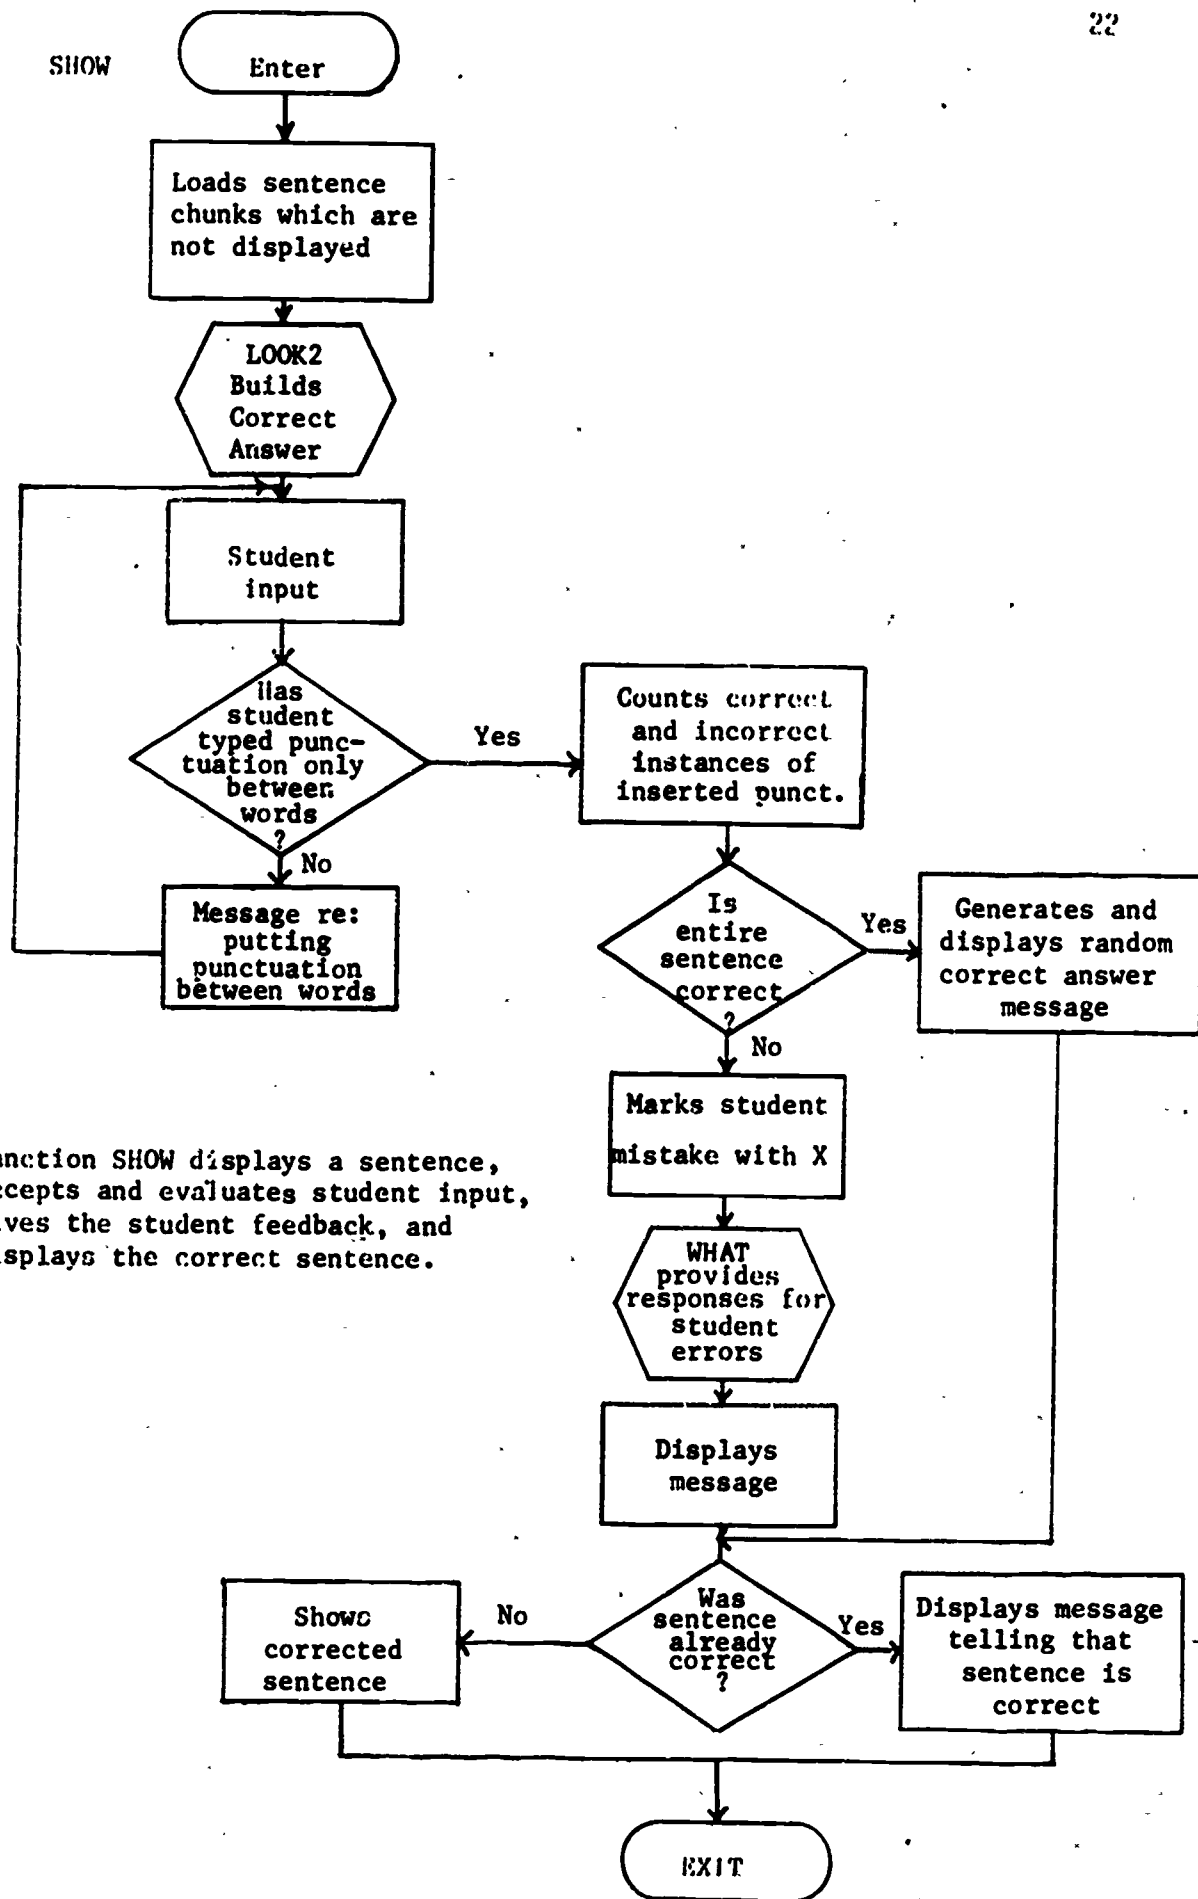 22
SHOW
Enter
Loads sentence
chunks which are
not displayed
LOOK2
Builds
Correct
Answer
Student
input
Has
student
typed punc-
tuation only
between
words
?
Yes
No
Message re:
putting
punctuation
between words
Counts correct
and incorrect
instances of
inserted punct.
Is
entire
sentence
correct
?
Yes
No
Generates and
displays random
correct answer
message
Marks student
mistake with X
WHAT
provides
responses for
student
errors
Displays
message
unction SHOW displays a sentence,
ccepts and evaluates student input,
ives the student feedback, and
isplays the correct sentence.
Was
sentence
already
correct
?
No
Yes
Shows
corrected
sentence
Displays message
telling that
sentence is
correct
EXIT